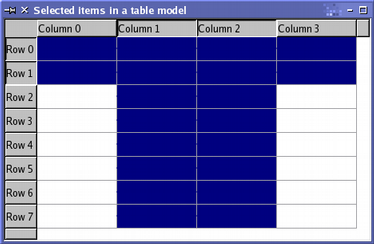 Selected items in a table model
Column 0 Column 1 Column 2 Column 3
Row 0
Row 1
Row 2
Row 3
Row 4
Row 5
Row 6
Row 7